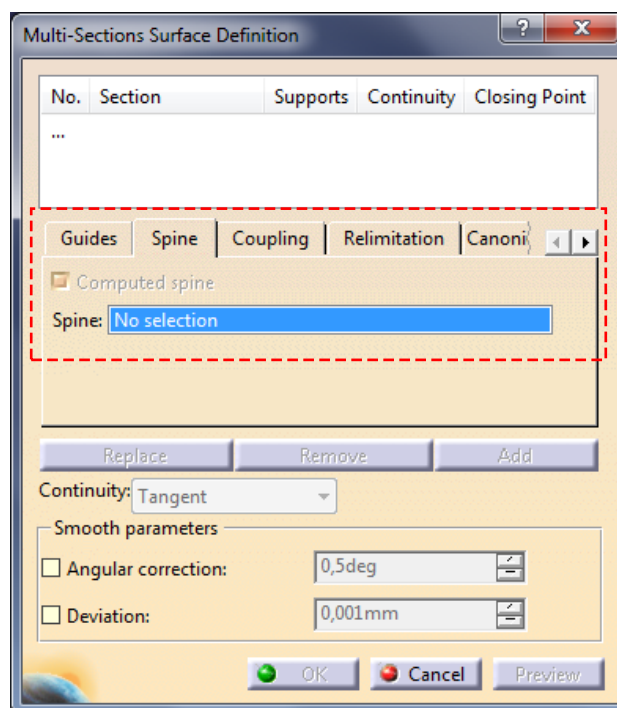 Multi-Sections Surface Definition
No. Section Supports Continuity Closing Point
...
Guides Spine Coupling Relimitation Canoni
Computed spine
Spine: No selection
Replace Remove Add
Continuity: Tangent
Smooth parameters
Angular correction: 0,5deg
Deviation: 0,001mm
OK Cancel Preview